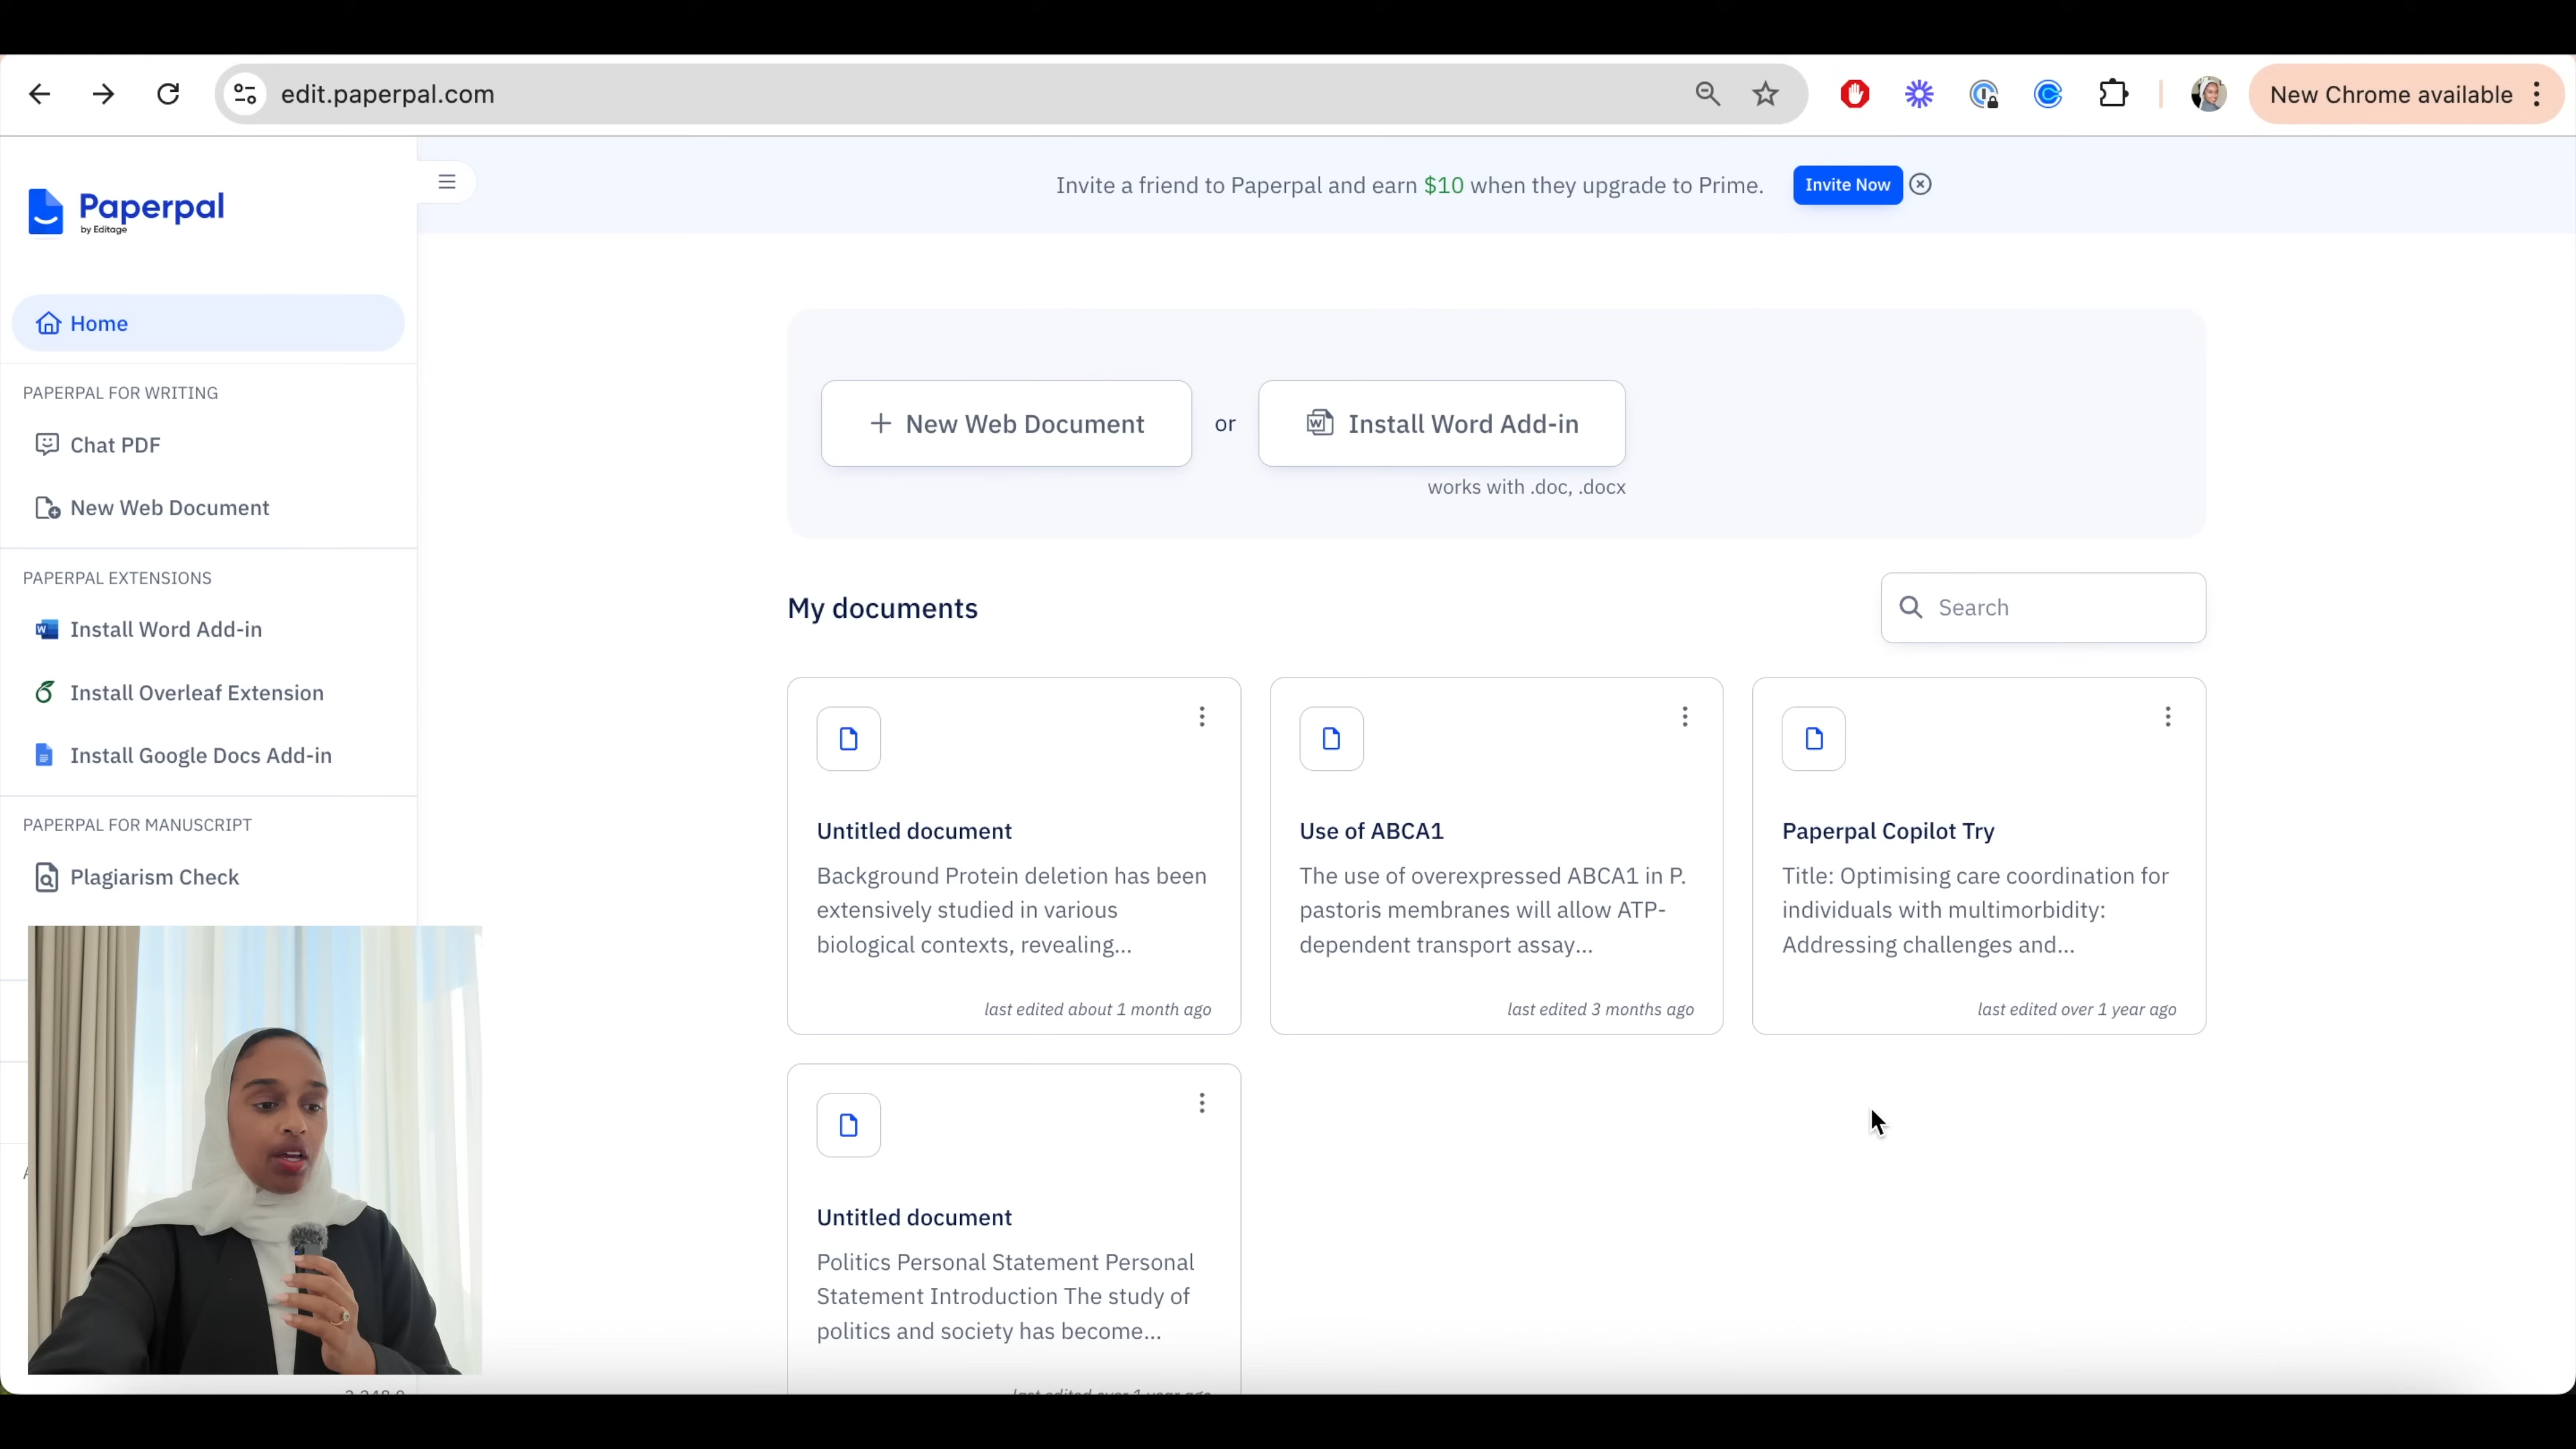 edit.paperpal.com
New Chrome available
Paperpal
by Editage
Invite a friend to Paperpal and earn $10 when they upgrade to Prime.
Invite Now
Home
PAPERPAL FOR WRITING
Chat PDF
New Web Document
PAPERPAL EXTENSIONS
Install Word Add-in
Install Overleaf Extension
Install Google Docs Add-in
PAPERPAL FOR MANUSCRIPT
Plagiarism Check
New Web Document
or
Install Word Add-in
works with .doc, .docx
My documents
Search
Untitled document
Background Protein deletion has been
extensively studied in various
biological contexts, revealing...
last edited about 1 month ago
Use of ABCA1
The use of overexpressed ABCA1 in P.
pastoris membranes will allow ATP-
dependent transport assay...
last edited 3 months ago
Paperpal Copilot Try
Title: Optimising care coordination for
individuals with multimorbidity:
Addressing challenges and...
last edited over 1 year ago
Untitled document
Politics Personal Statement Personal
Statement Introduction The study of
politics and society has become...
last edited over 1 year ago